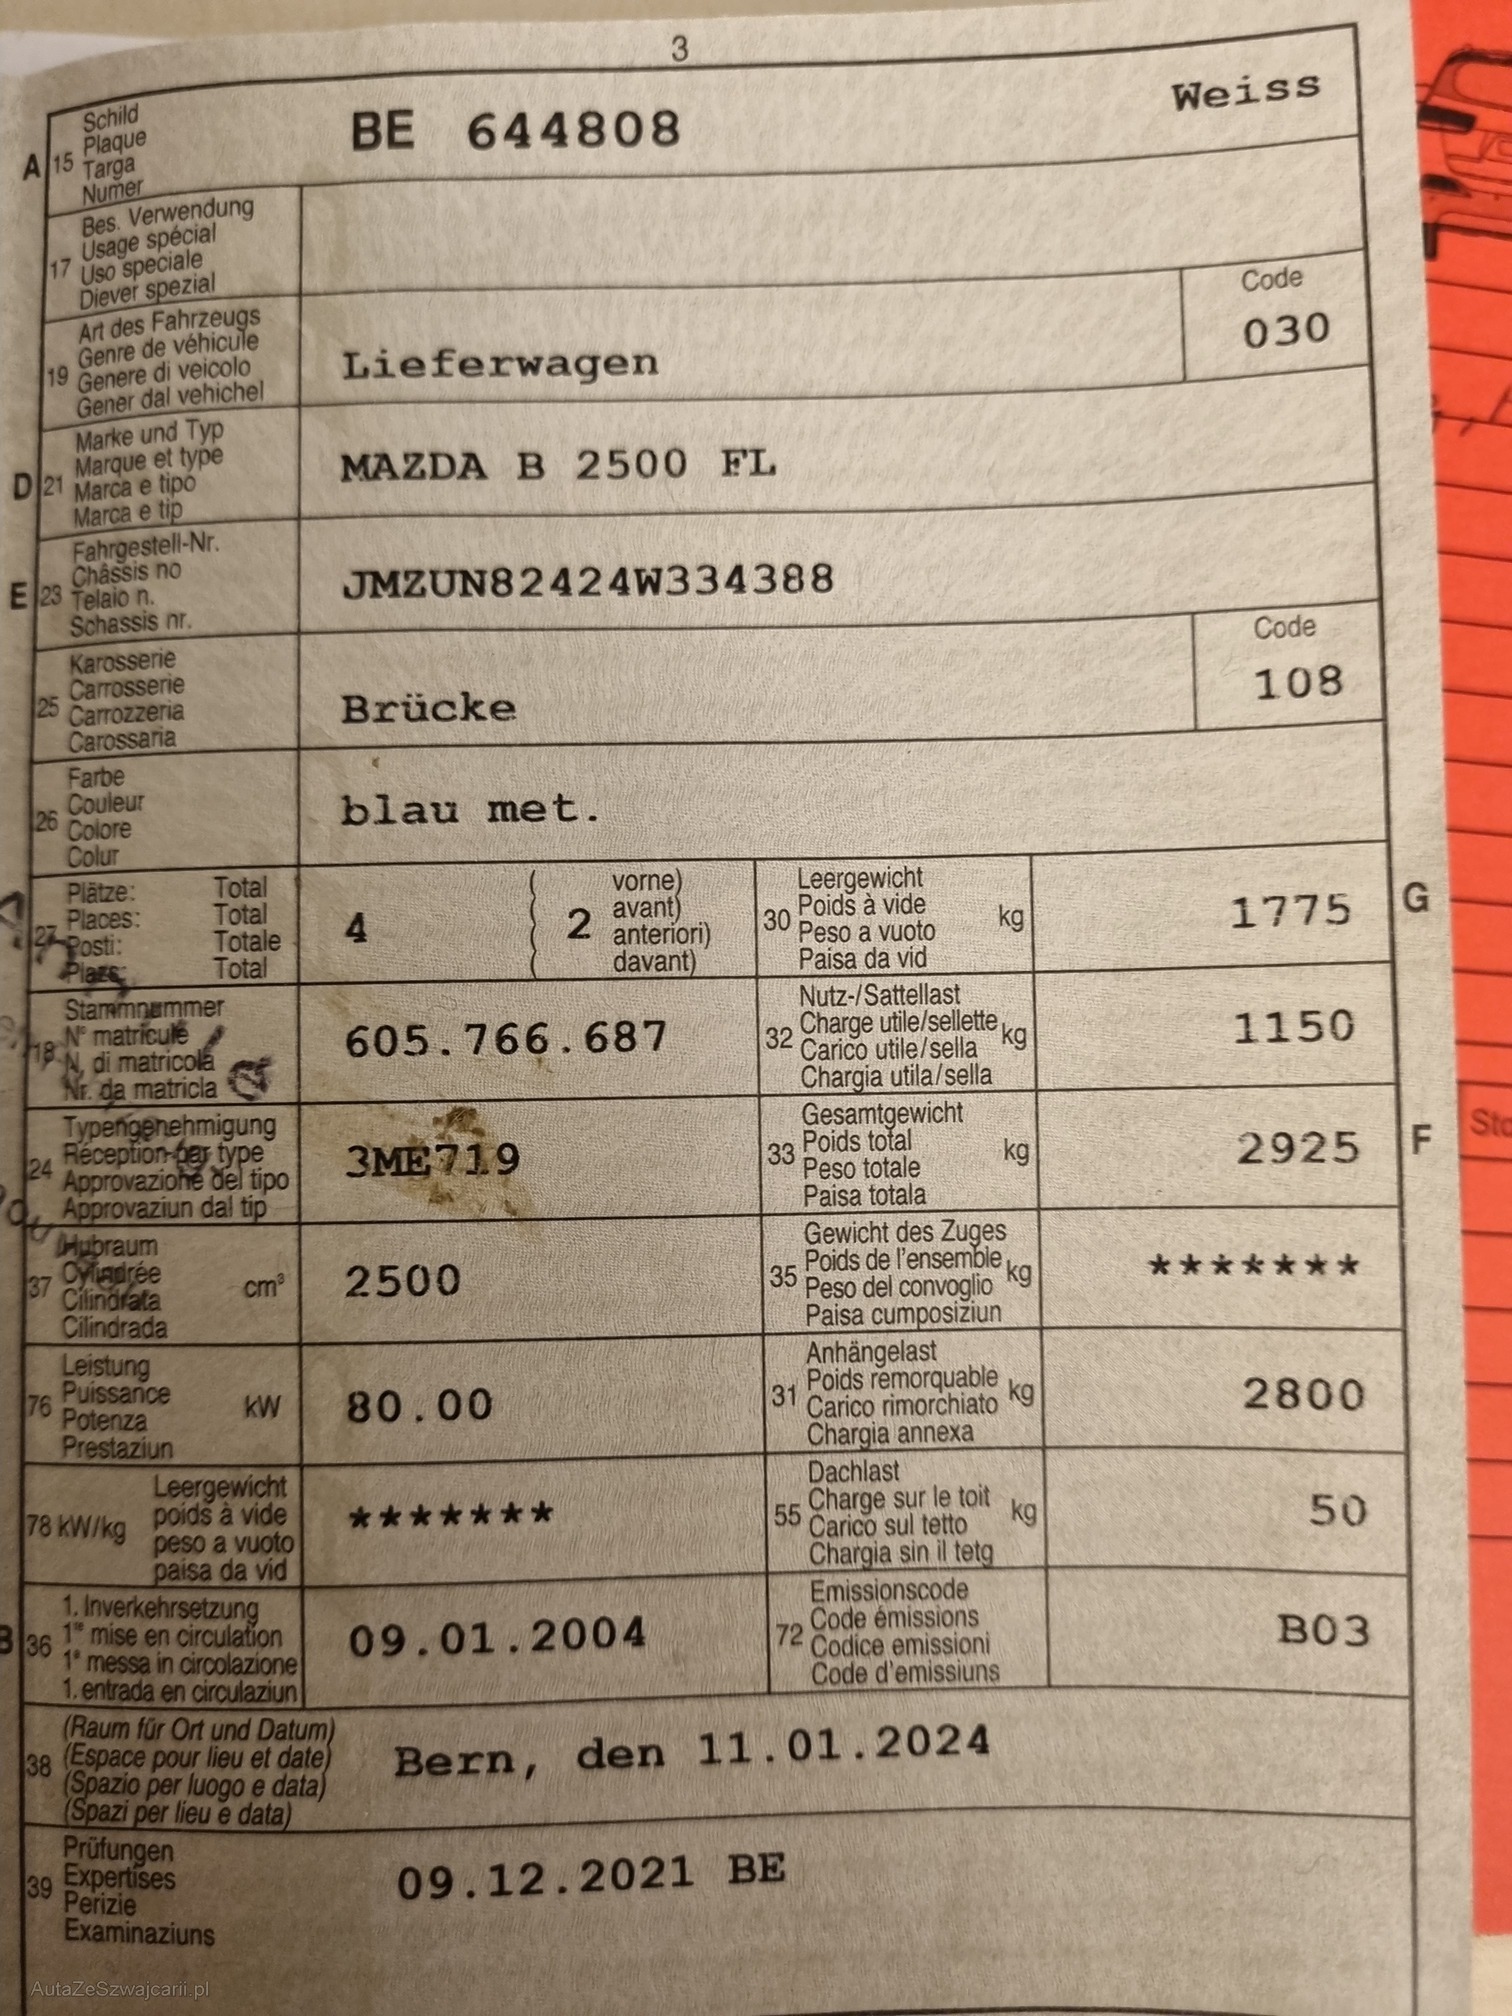 3
A 15 Schild
Plaque
Targa
Numer
BE 644808
Weiss
17 Bes. Verwendung
Usage spécial
Uso speciale
Diever spezial
19 Art des Fahrzeugs
Genre de véhicule
Genere di veicolo
Gener dal vehichel
Lieferwagen
Code
030
D 21 Marke und Typ
Marque et type
Marca e tipo
Marca e tip
MAZDA B 2500 FL
E 23 Fahrgestell-Nr.
Châssis no
Telaio n.
Schassis nr.
JMZUN82424W334388
25 Karosserie
Carrosserie
Carrozzeria
Carossaria
Brücke
Code
108
26 Farbe
Couleur
Colore
Colur
blau met.
27 Plätze: Total
Places: Total
Posti: Totale
Plazs: Total
4
2
vorne)
avant)
anteriori)
davant)
30 Leergewicht
Poids à vide
Peso a vuoto
Paisa da vid
kg
1775
G
18 Stammnummer
N° matricule
N. di matricola
Nr. da matricla
605.766.687
32 Nutz-/Sattellast
Charge utile/sellette
Carico utile/sella
Chargia utila/sella
kg
1150
24 Typengenehmigung
Réception par type
Approvazione del tipo
Approvaziun dal tip
3ME719
33 Gesamtgewicht
Poids total
Peso totale
Paisa totala
kg
2925
F
37 Hubraum
Cylindrée
Cilindrata
Cilindrada
cm³
2500
35 Gewicht des Zuges
Poids de l'ensemble
Peso del convoglio
Paisa cumposiziun
kg
*******
76 Leistung
Puissance
Potenza
Prestaziun
kW
80.00
31 Anhängelast
Poids remorquable
Carico rimorchiato
Chargia annexa
kg
2800
78 kW/kg
Leergewicht
poids à vide
peso a vuoto
paisa da vid
*******
55 Dachlast
Charge sur le toit
Carico sul tetto
Chargia sin il tetg
kg
50
B 36 1. Inverkehrsetzung
1re mise en circulation
1a messa in circolazione
1. entrada en circulaziun
09.01.2004
72 Emissionscode
Code émissions
Codice emissioni
Code d'emissiuns
B03
38 (Raum für Ort und Datum)
(Espace pour lieu et date)
(Spazio per luogo e data)
(Spazi per lieu e data)
Bern, den 11.01.2024
39 Prüfungen
Expertises
Perizie
Examinaziuns
09.12.2021 BE
AutaZeSzwajcarii.pl